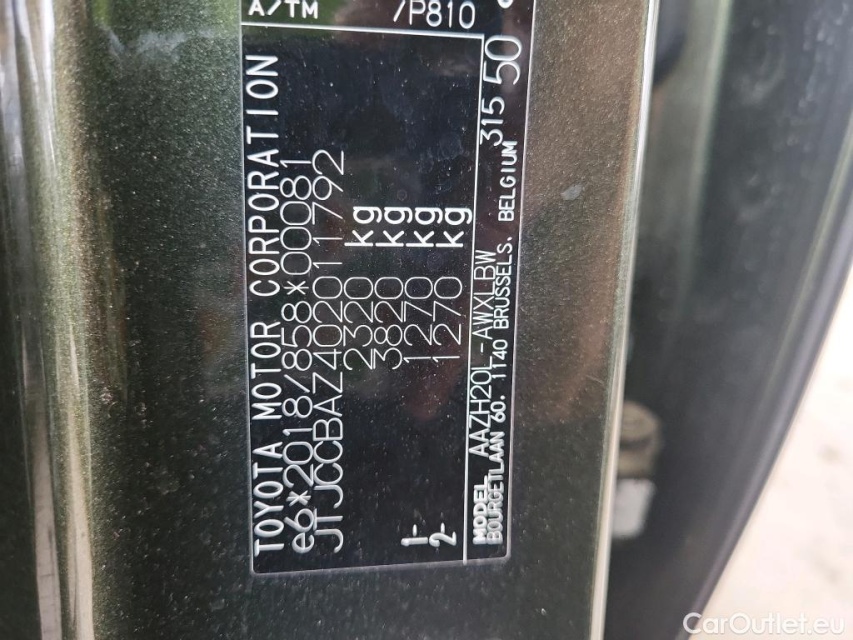 A/TM /P810
TOYOTA MOTOR CORPORATION
e6*2018/858*00081
JTJCCBAZ402011792
2320 kg
3820 kg
1- 1270 kg
2- 1270 kg
MODEL AAZH20L-AWXLBW
BOURGETLAAN 60. 1140 BRUSSELS. BELGIUM 315 50
CarOutlet.eu